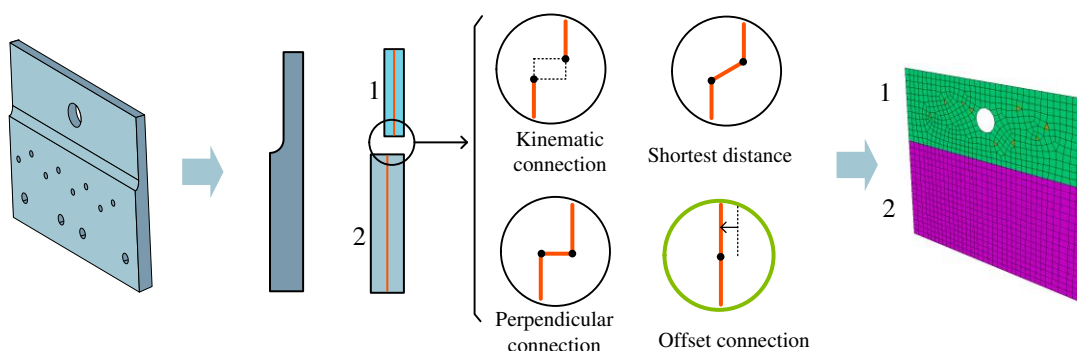 1
2
Kinematic
connection
Shortest distance
Perpendicular
connection
Offset connection
1
2